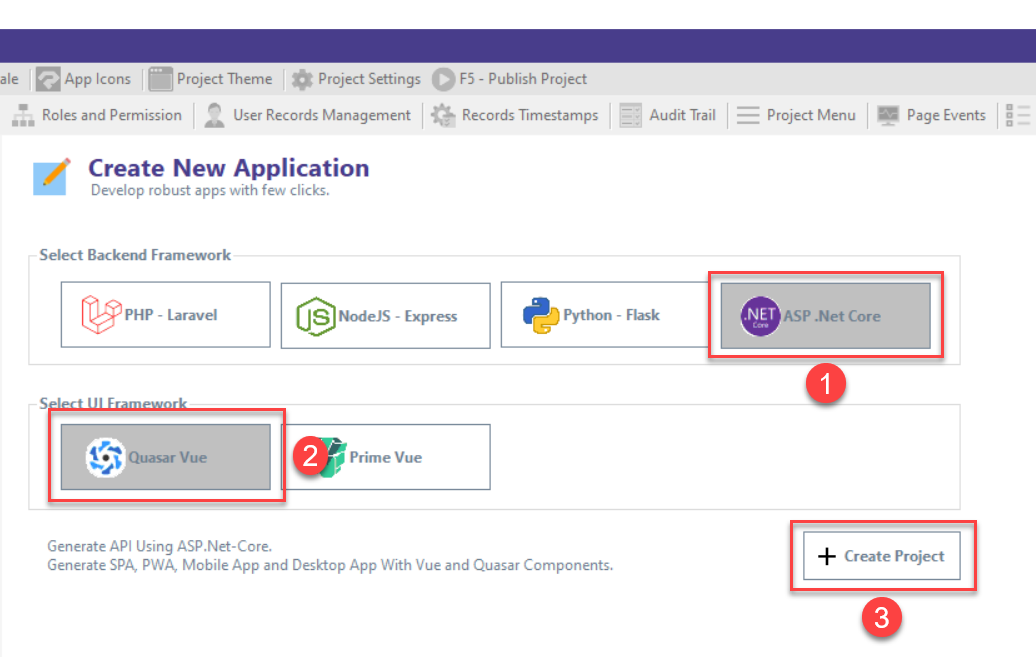 ale App Icons Project Theme Project Settings F5 - Publish Project
Roles and Permission User Records Management Records Timestamps Audit Trail Project Menu Page Events
Create New Application
Develop robust apps with few clicks.
Select Backend Framework
PHP - Laravel JS NodeJS - Express Python - Flask .NET Core ASP .Net Core
1
Select UI Framework
Quasar Vue 2 Prime Vue
Generate API Using ASP.Net-Core.
Generate SPA, PWA, Mobile App and Desktop App With Vue and Quasar Components.
Create Project
3